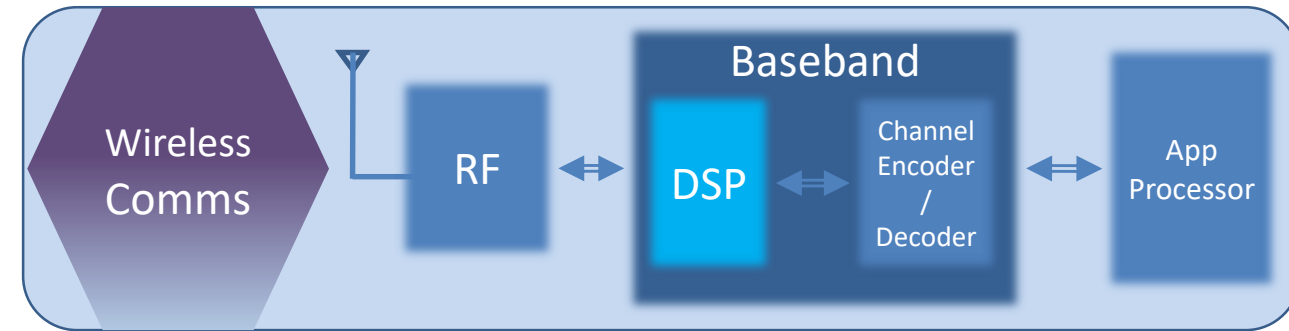 Wireless
Comms
RF
Baseband
DSP
Channel
Encoder
/
Decoder
App
Processor